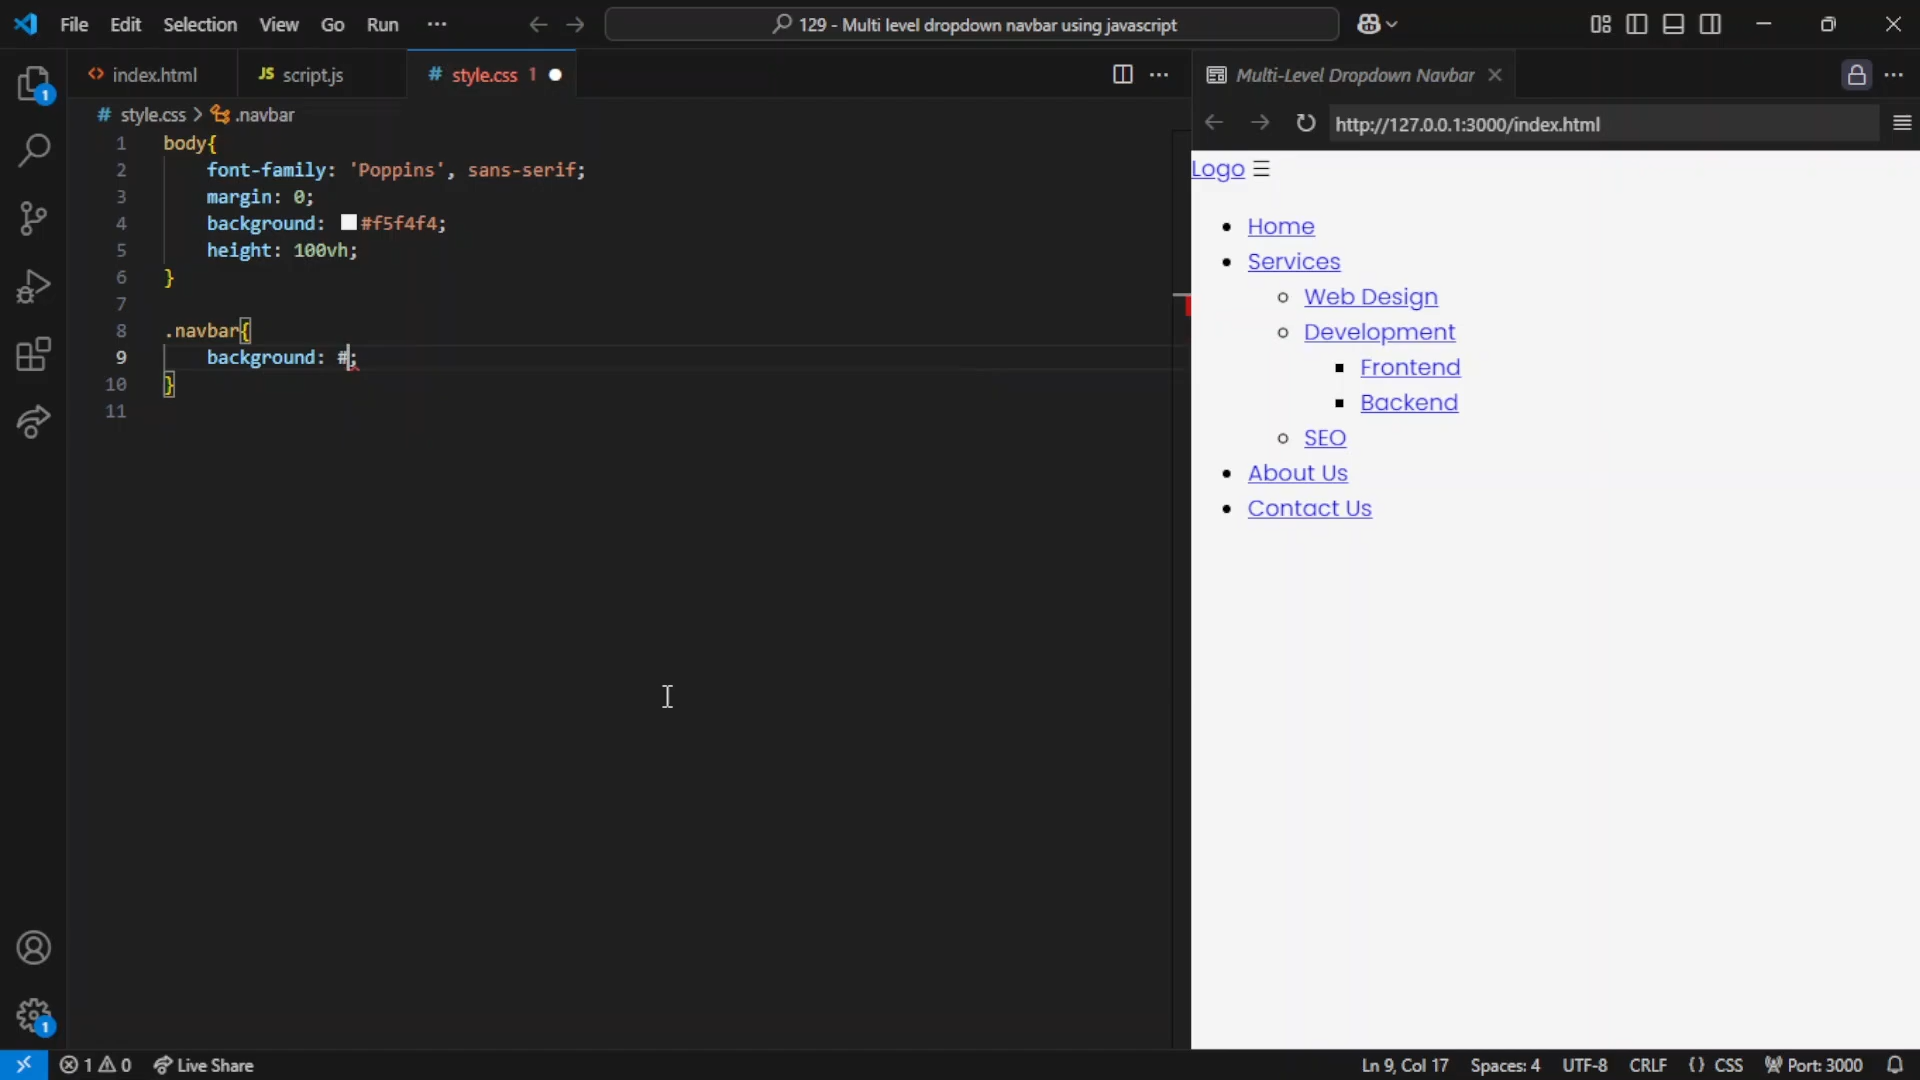 File Edit Selection View Go Run ··· 129 - Multi level dropdown navbar using javascript
index.html JS script.js # style.css 1 Multi-Level Dropdown Navbar
# style.css > .navbar
http://127.0.0.1:3000/index.html
1 body{
2 font-family: 'Poppins', sans-serif;
3 margin: 0;
4 background: #f5f4f4;
5 height: 100vh;
6 }
7
8 .navbar{
9 background: #;
10 }
11
Logo ☰
Home
Services
Web Design
Development
Frontend
Backend
SEO
About Us
Contact Us
1
1
1 0 Live Share Ln 9, Col 17 Spaces: 4 UTF-8 CRLF {} CSS Port: 3000